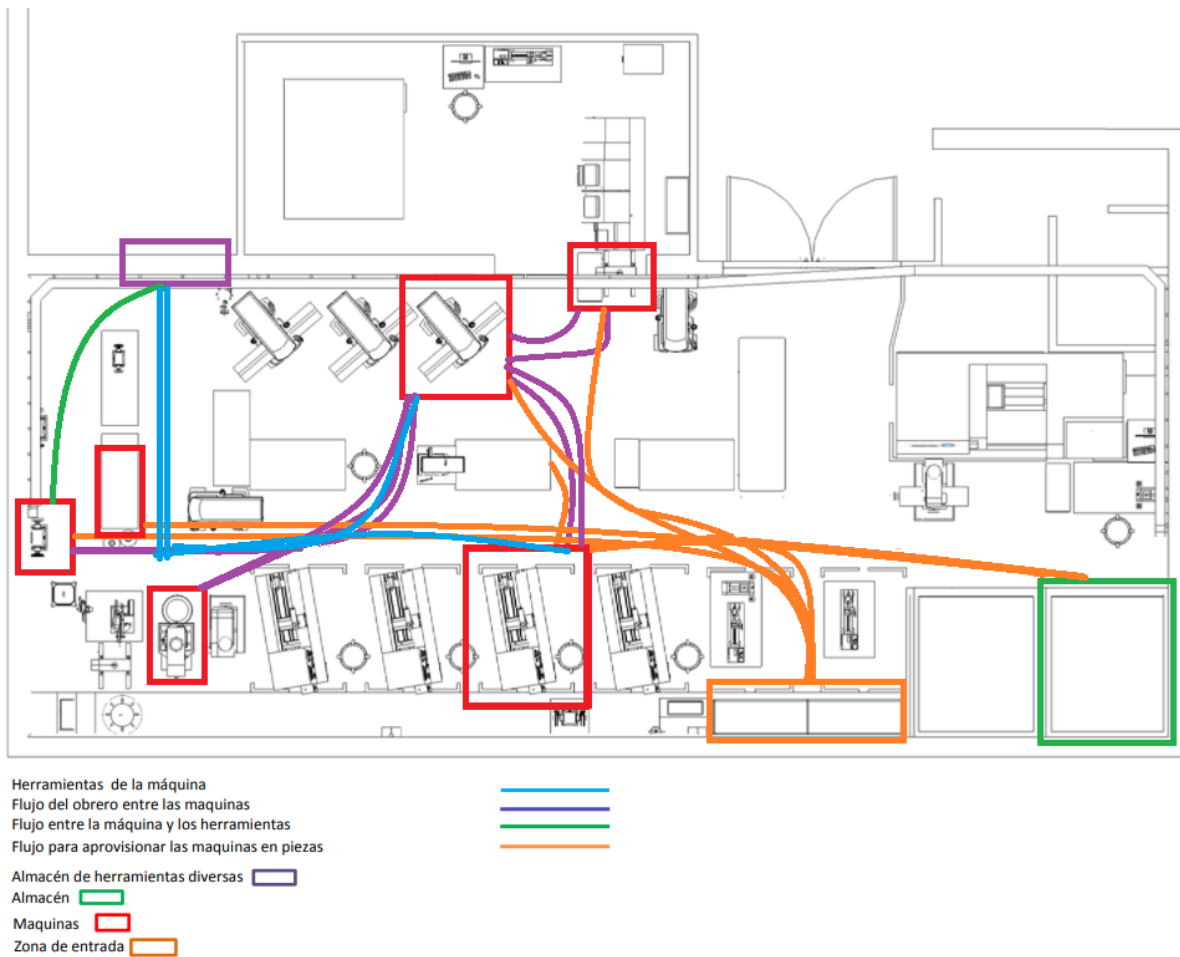 Herramientas de la máquina
Flujo del obrero entre las maquinas
Flujo entre la máquina y los herramientas
Flujo para aprovisionar las maquinas en piezas
Almacén de herramientas diversas
Almacén
Maquinas
Zona de entrada